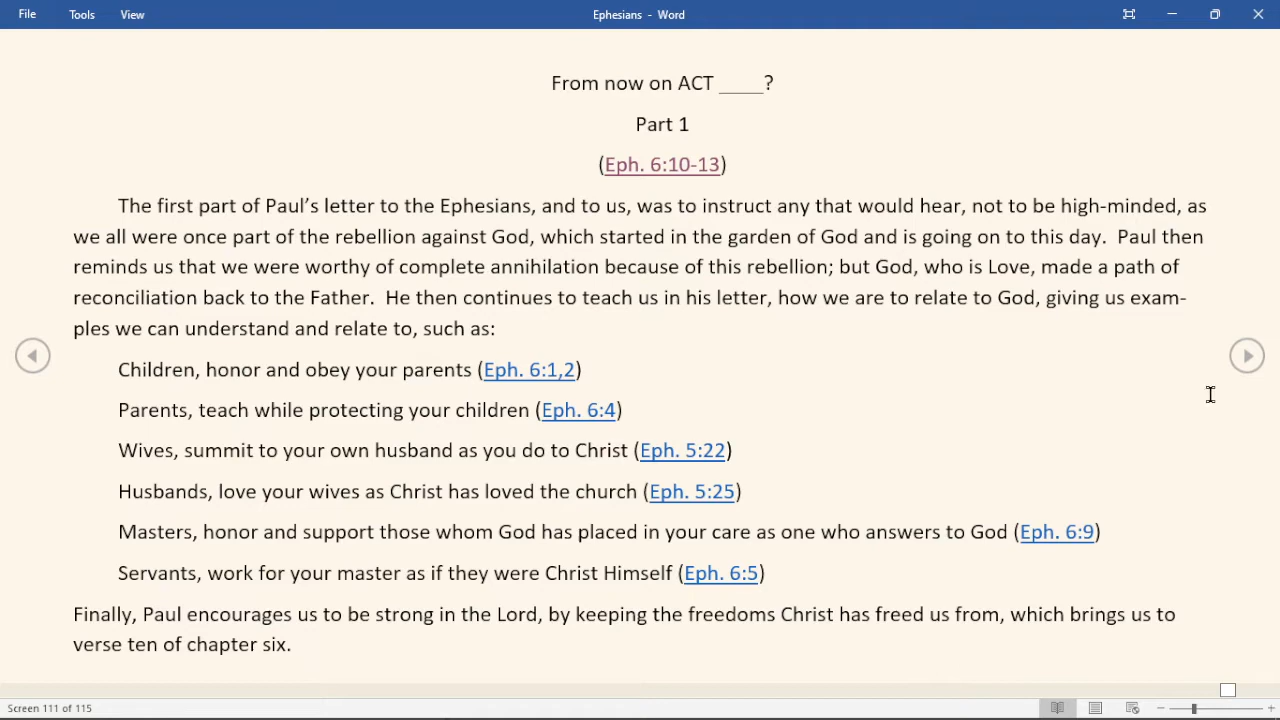 File Tools View Ephesians - Word
From now on ACT ____?
Part 1
(Eph. 6:10-13)
The first part of Paul’s letter to the Ephesians, and to us, was to instruct any that would hear, not to be high-minded, as
we all were once part of the rebellion against God, which started in the garden of God and is going on to this day.  Paul then
reminds us that we were worthy of complete annihilation because of this rebellion; but God, who is Love, made a path of
reconciliation back to the Father.  He then continues to teach us in his letter, how we are to relate to God, giving us exam-
ples we can understand and relate to, such as:
Children, honor and obey your parents (Eph. 6:1,2)
Parents, teach while protecting your children (Eph. 6:4)
Wives, summit to your own husband as you do to Christ (Eph. 5:22)
Husbands, love your wives as Christ has loved the church (Eph. 5:25)
Masters, honor and support those whom God has placed in your care as one who answers to God (Eph. 6:9)
Servants, work for your master as if they were Christ Himself (Eph. 6:5)
Finally, Paul encourages us to be strong in the Lord, by keeping the freedoms Christ has freed us from, which brings us to
verse ten of chapter six.
Screen 111 of 115